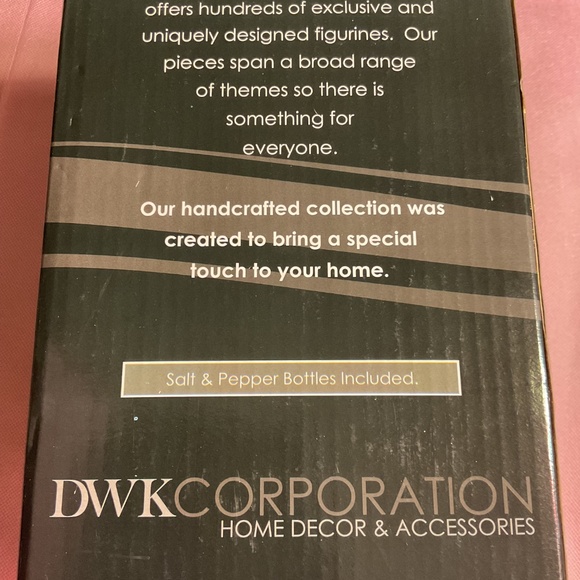 offers hundreds of exclusive and
uniquely designed figurines. Our
pieces span a broad range
of themes so there is
something for
everyone.
Our handcrafted collection was
created to bring a special
touch to your home.
Salt & Pepper Bottles Included.
DWKCORPORATION
HOME DECOR & ACCESSORIES